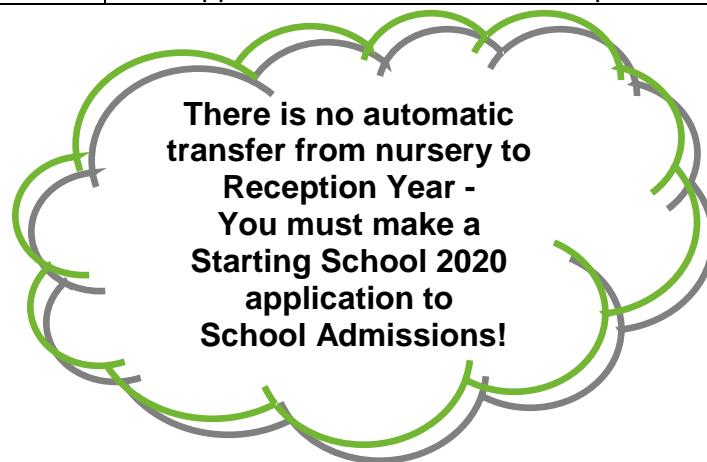 There is no automatic
transfer from nursery to
Reception Year -
You must make a
Starting School 2020
application to
School Admissions!